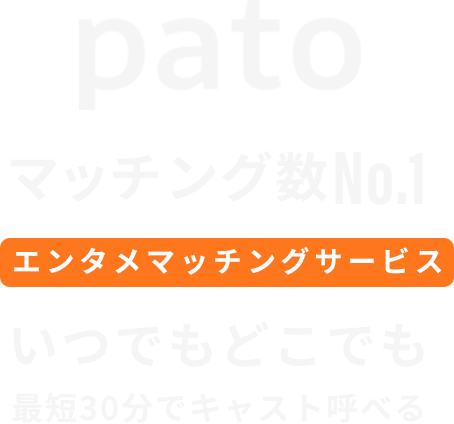 pato
マッチング数No.1
エンタメマッチングサービス
いつでもどこでも
最短30分でキャスト呼べる